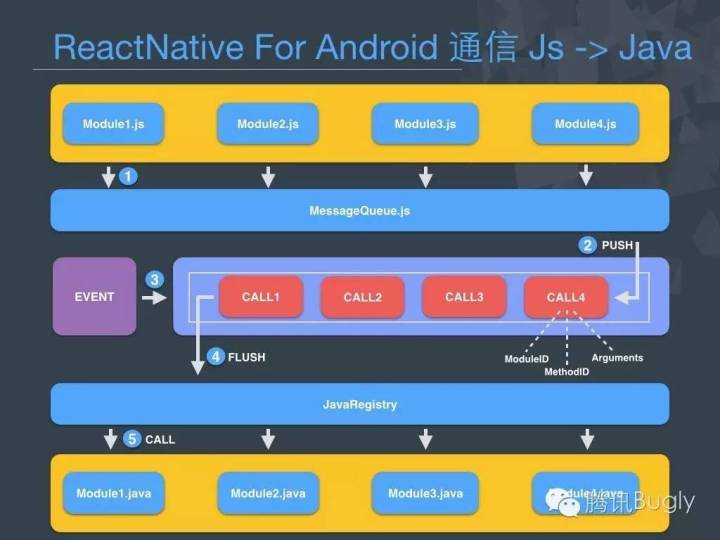 ReactNative For Android 通信 Js -> Java
Module1.js
Module2.js
Module3.js
Module4.js
1
MessageQueue.js
2 PUSH
EVENT
3
CALL1
CALL2
CALL3
CALL4
4 FLUSH
ModuleID
MethodID
Arguments
JavaRegistry
5 CALL
Module1.java
Module2.java
Module3.java
Module4.java
腾讯Bugly